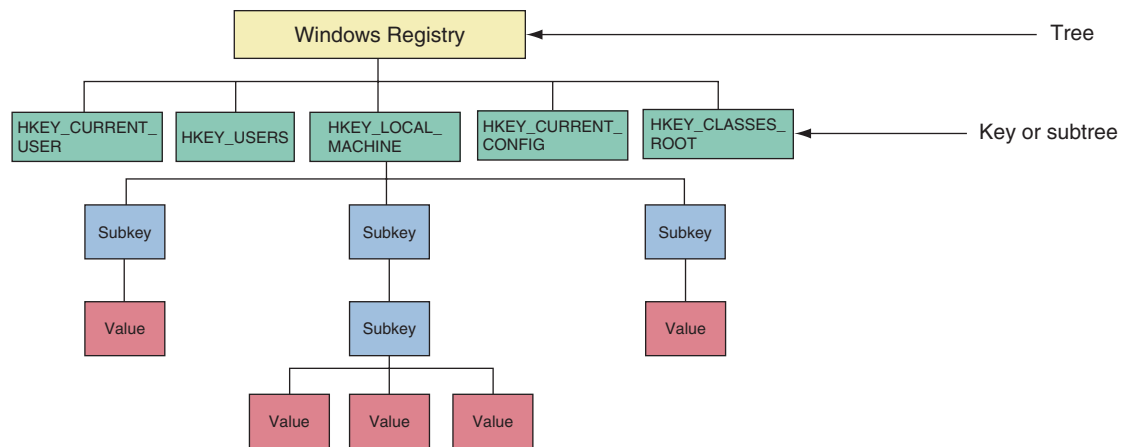 Windows Registry
Tree
HKEY_CURRENT_
USER
HKEY_USERS
HKEY_LOCAL_
MACHINE
HKEY_CURRENT_
CONFIG
HKEY_CLASSES_
ROOT
Key or subtree
Subkey
Subkey
Subkey
Value
Subkey
Value
Value
Value
Value